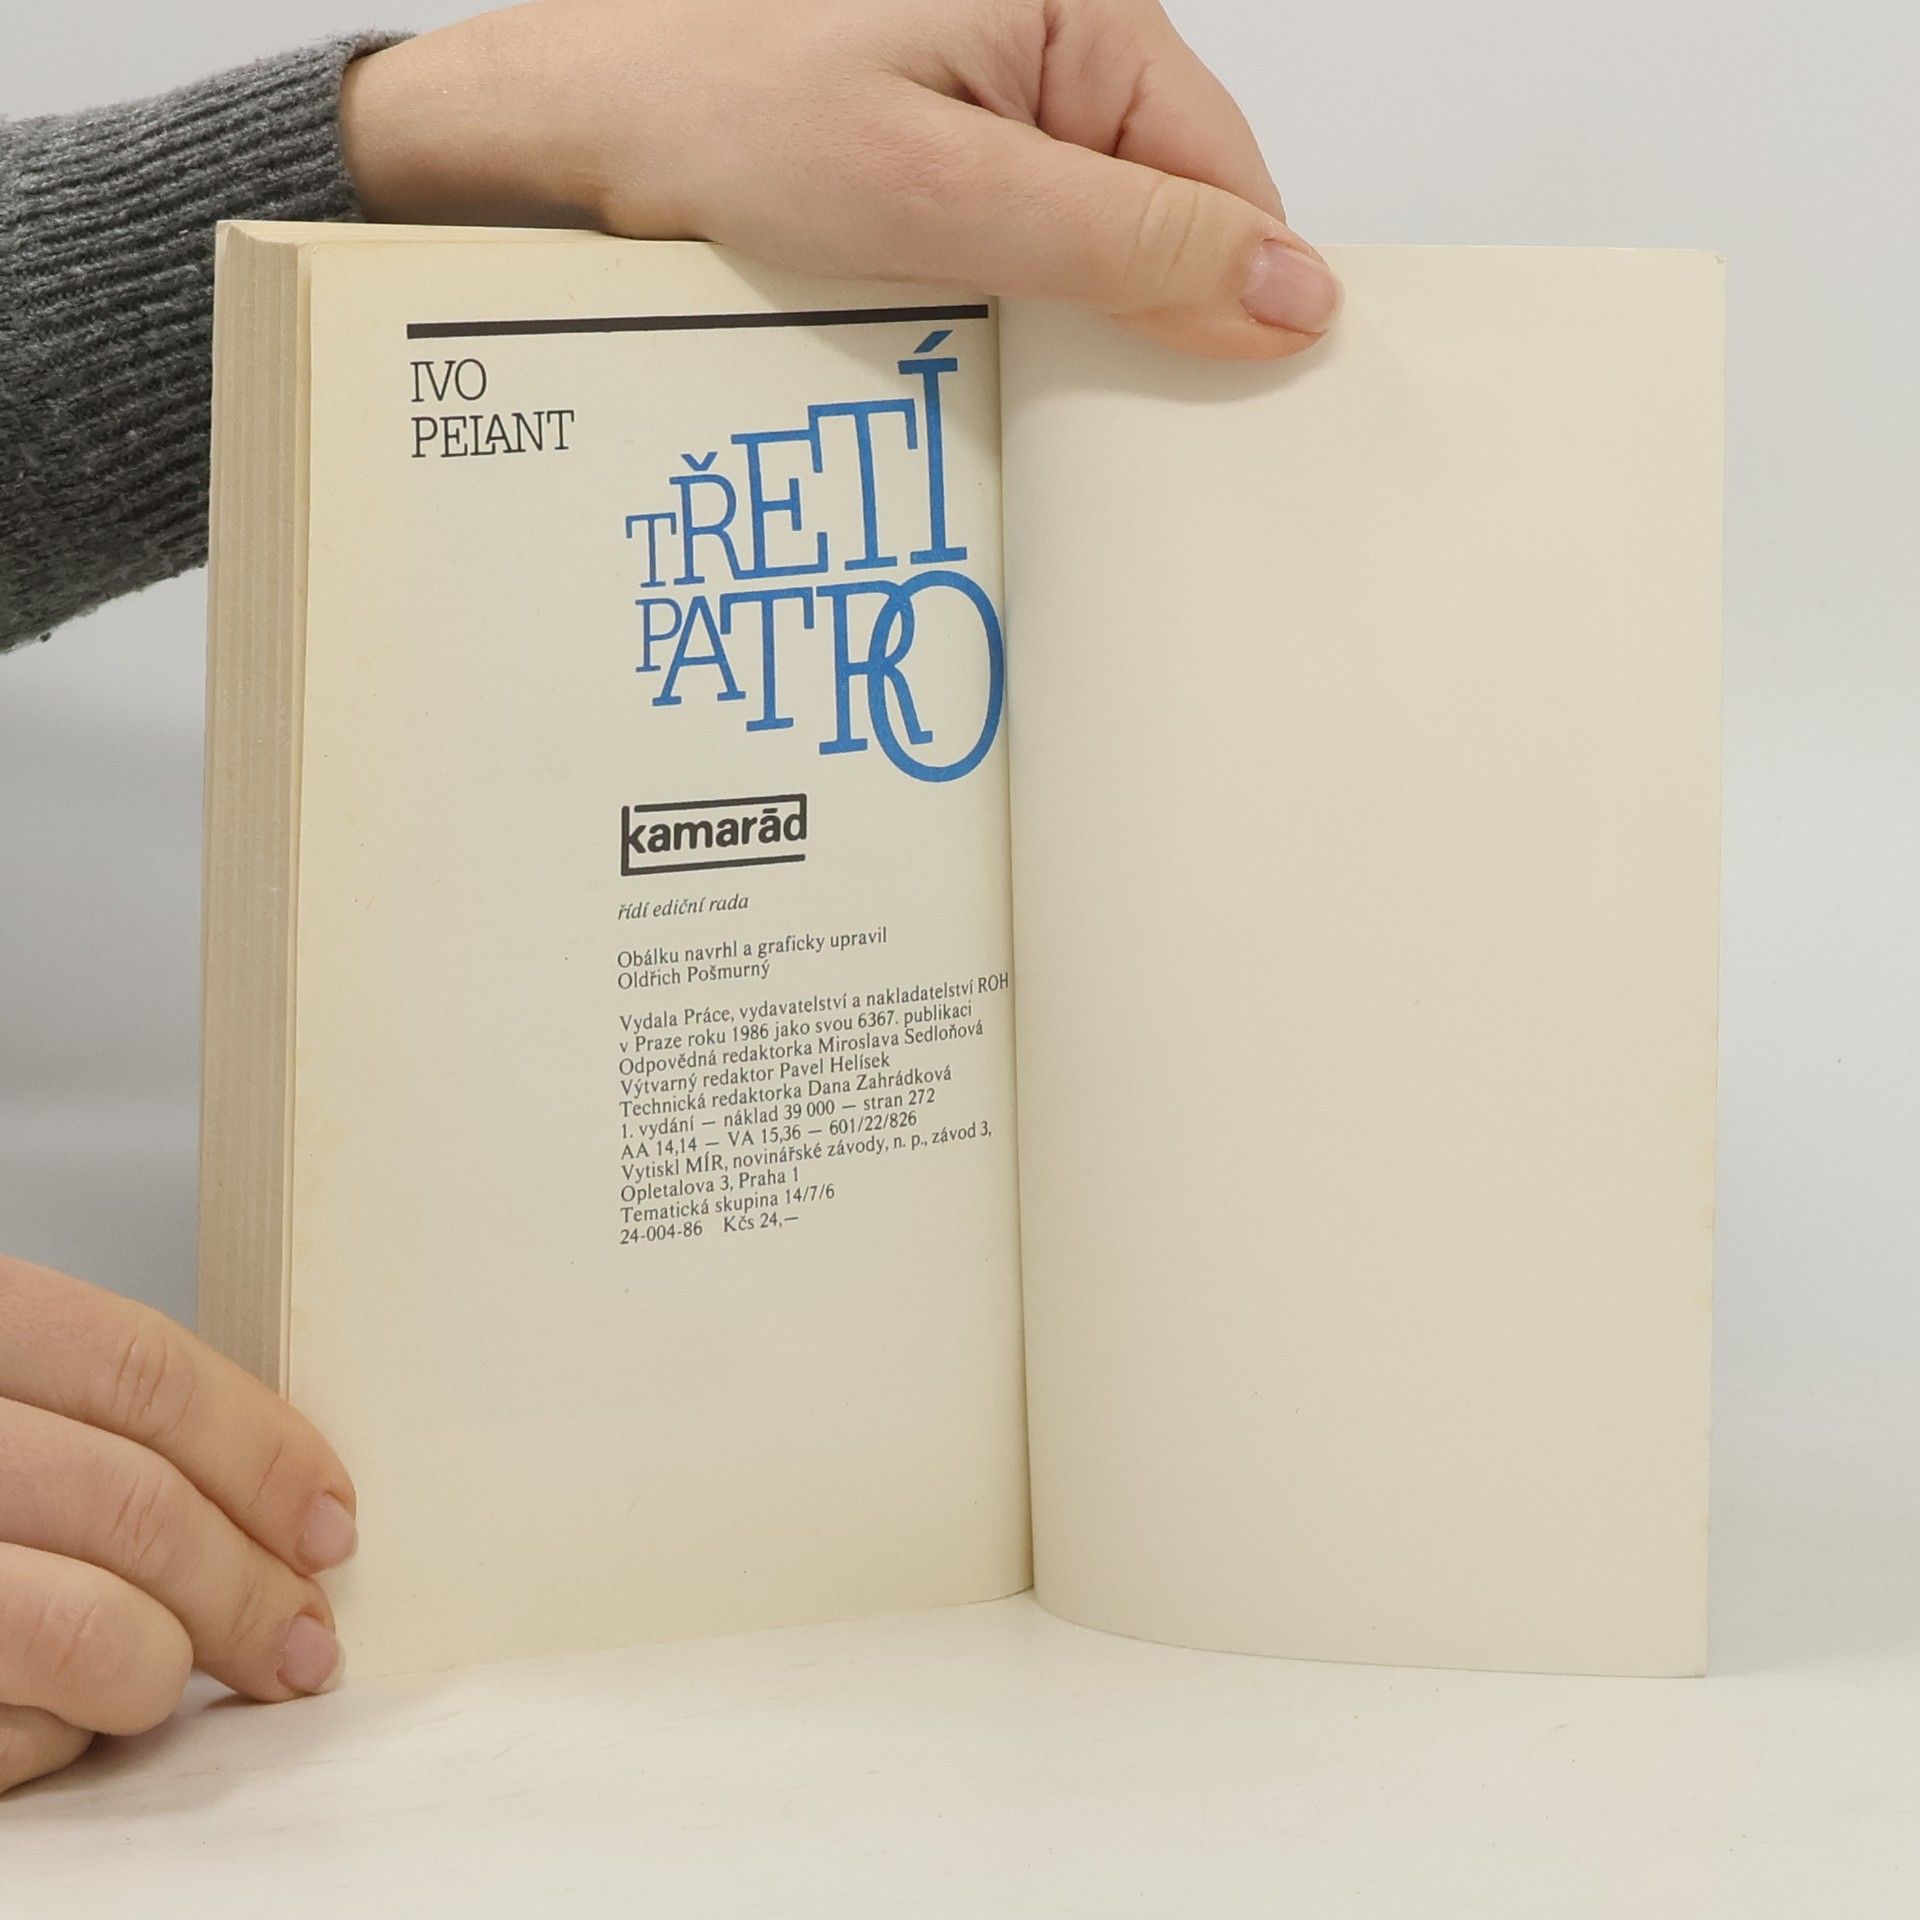 IVO
PELANT
TŘETÍ
PATRO
kamarād
řídí ediční rada
Obálku navrhl a graficky upravil
Oldřich Pošmurný
Vydala Práce, vydavatelství a nakladatelství ROH
v Praze roku 1986 jako svou 6367. publikaci
Odpovědná redaktorka Miroslava Sedloňová
Výtvarný redaktor Pavel Helísek
Technická redaktorka Dana Zahrádková
1. vydání — náklad 39 000 — stran 272
AA 14,14 — VA 15,36 — 601/22/826
Vytiskl MÍR, novinářské závody, n. p., závod 3,
Opletalova 3, Praha 1
Tematická skupina 14/7/6
24-004-86 Kčs 24,—